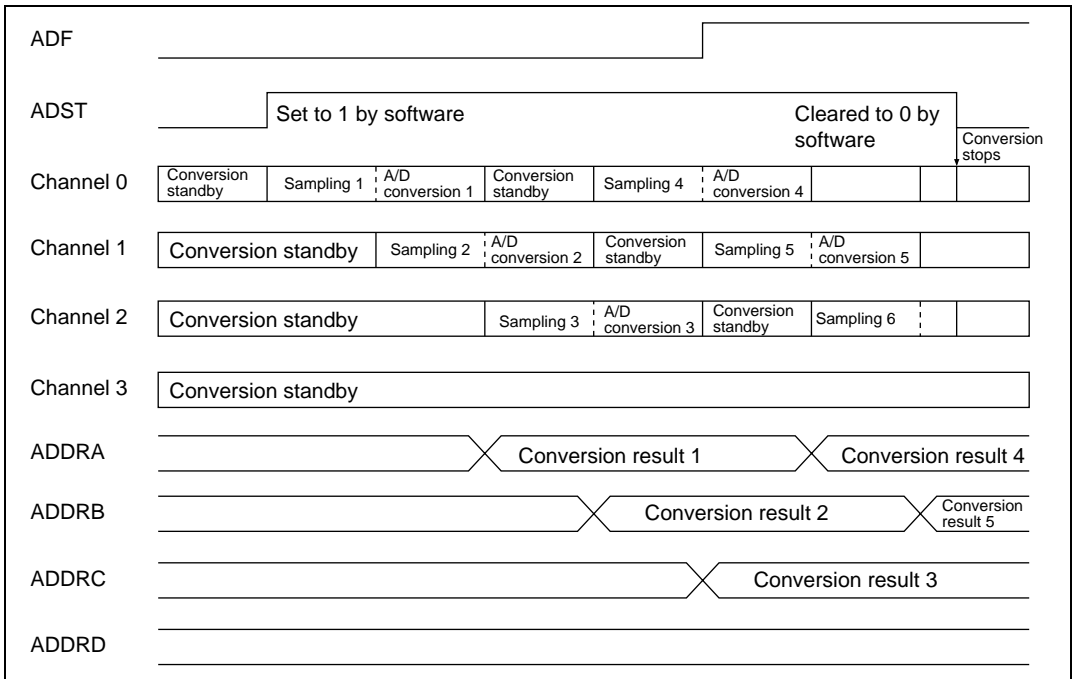 ADF
ADST
Set to 1 by software
Cleared to 0 by
software
Conversion
stops
Channel 0
Conversion
standby
Sampling 1
A/D
conversion 1
Conversion
standby
Sampling 4
A/D
conversion 4
Channel 1
Conversion standby
Sampling 2
A/D
conversion 2
Conversion
standby
Sampling 5
A/D
conversion 5
Channel 2
Conversion standby
Sampling 3
A/D
conversion 3
Conversion
standby
Sampling 6
Channel 3
Conversion standby
ADDRA
Conversion result 1
Conversion result 4
ADDRB
Conversion result 2
Conversion
result 5
ADDRC
Conversion result 3
ADDRD